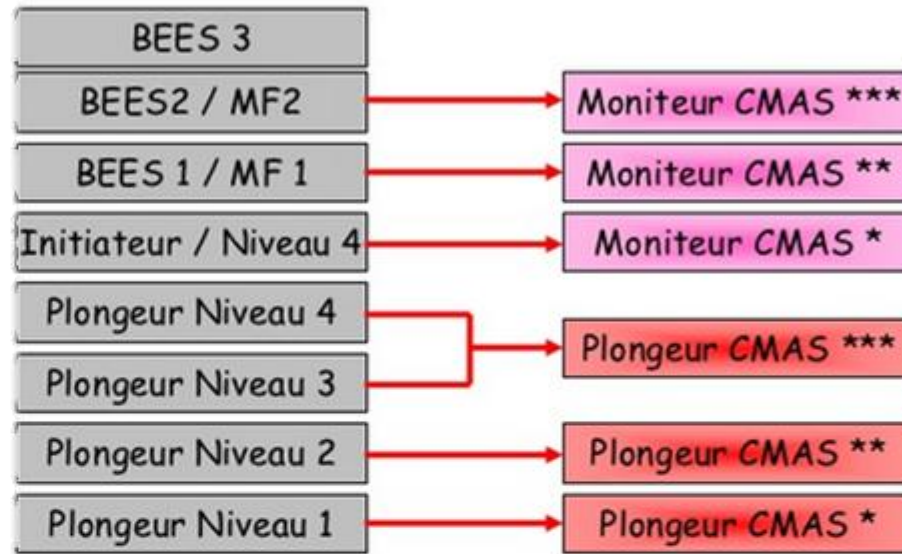 BEES 3
BEES2 / MF2
Moniteur CMAS ***
BEES 1 / MF 1
Moniteur CMAS **
Initiateur / Niveau 4
Moniteur CMAS *
Plongeur Niveau 4
Plongeur CMAS ***
Plongeur Niveau 3
Plongeur Niveau 2
Plongeur CMAS **
Plongeur Niveau 1
Plongeur CMAS *